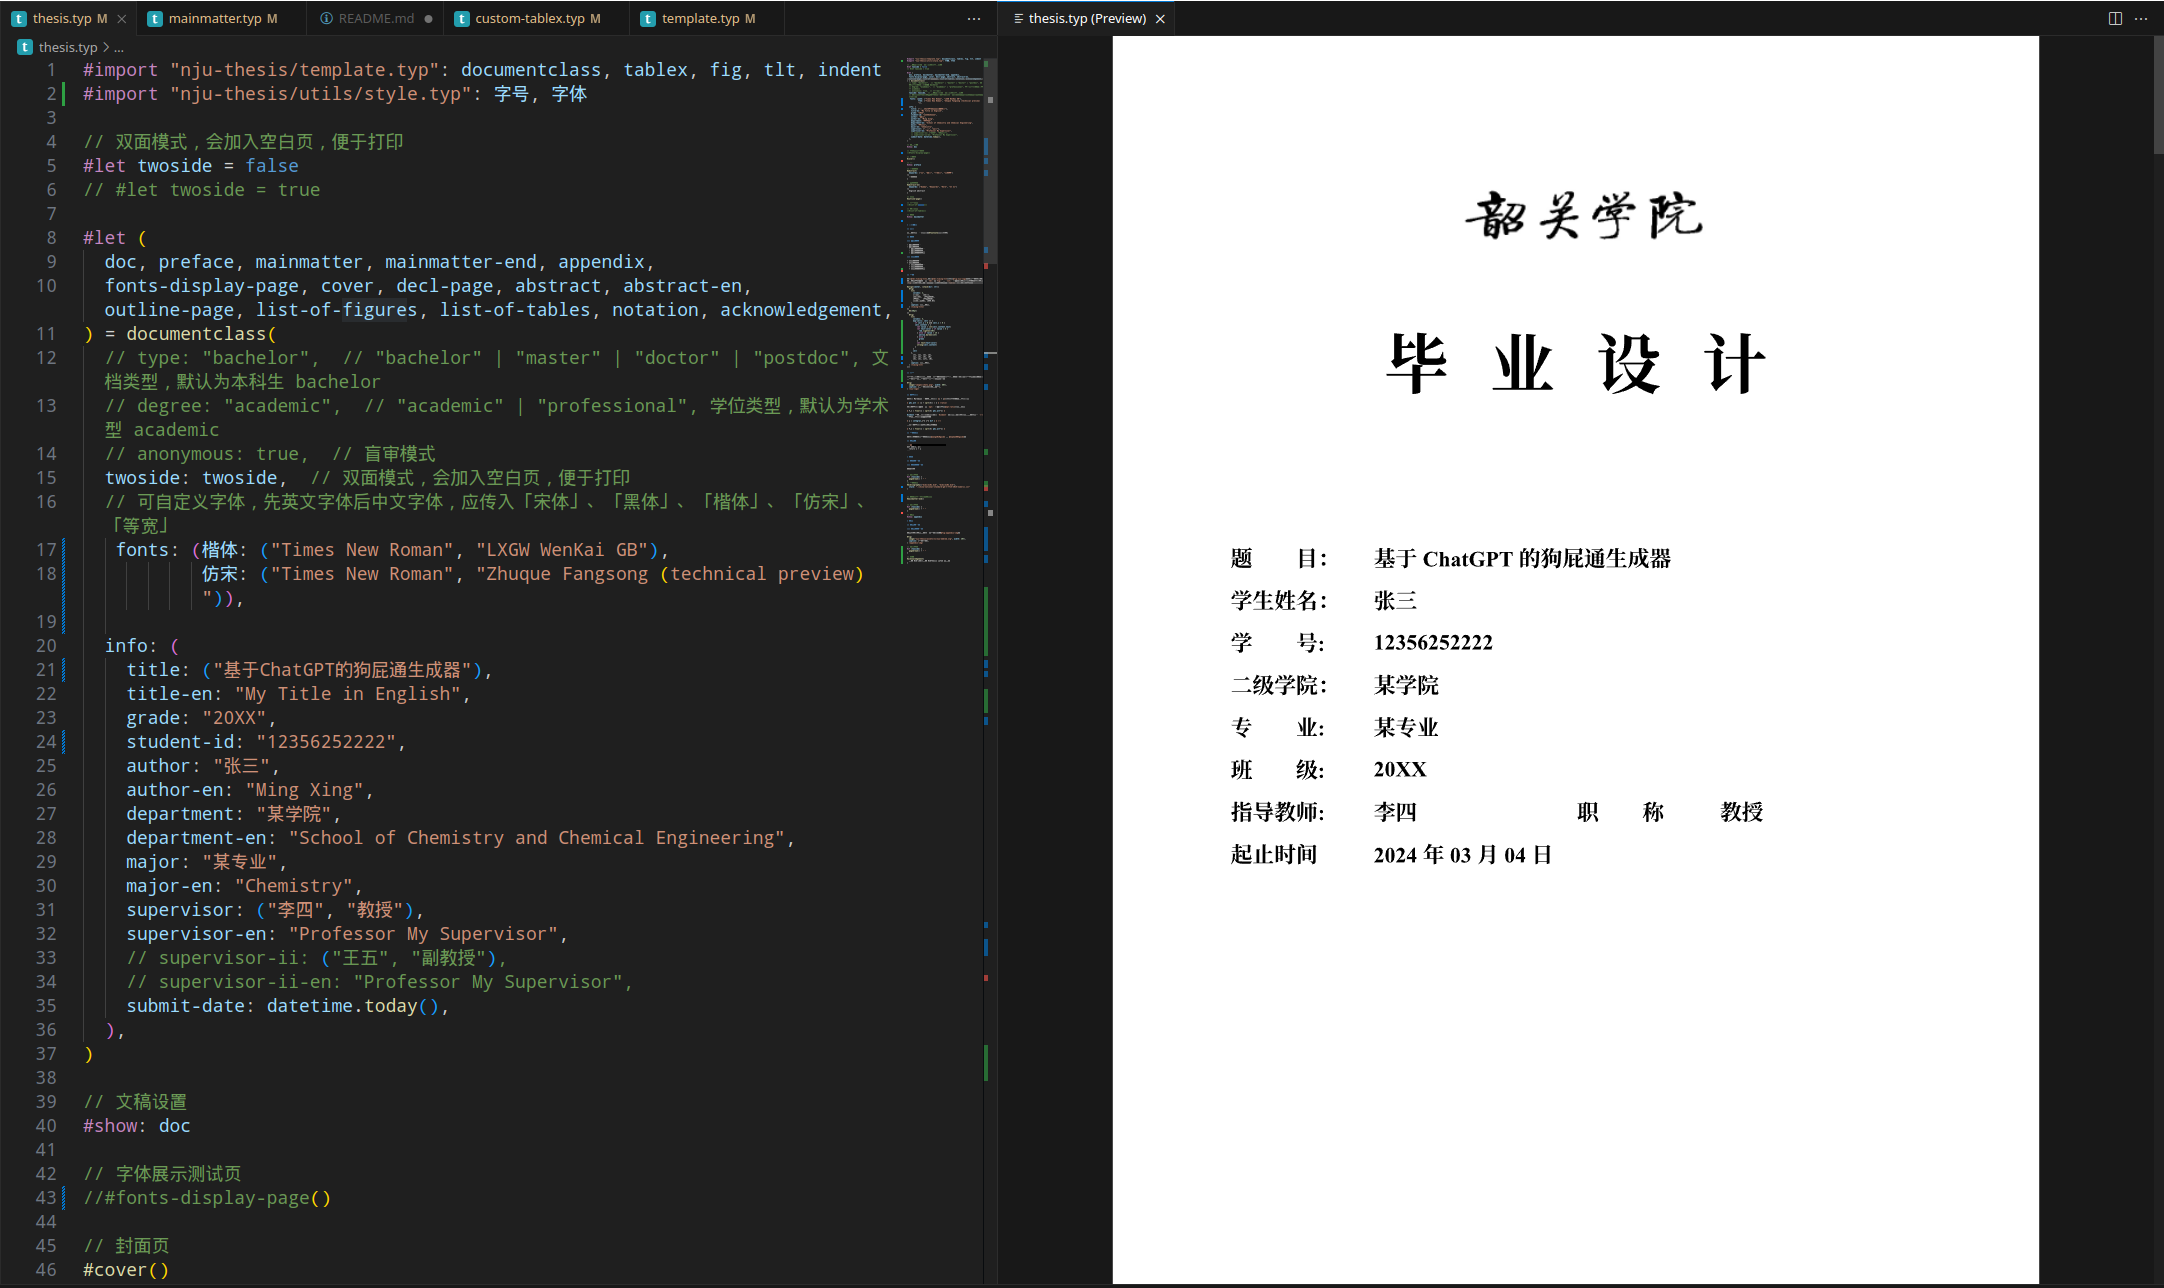 thesis.typ M
mainmatter.typ M
README.md
custom-tablex.typ M
template.typ M
thesis.typ (Preview)
thesis.typ > ...
1 #import "nju-thesis/template.typ": documentclass, tablex, fig, tlt, indent
2 #import "nju-thesis/utils/style.typ": 字号, 字体
3
4 // 双面模式，会加入空白页，便于打印
5 #let twoside = false
6 // #let twoside = true
7
8 #let (
9 doc, preface, mainmatter, mainmatter-end, appendix,
10 fonts-display-page, cover, decl-page, abstract, abstract-en,
outline-page, list-of-figures, list-of-tables, notation, acknowledgement,
11 ) = documentclass(
12 // type: "bachelor",  // "bachelor" | "master" | "doctor" | "postdoc", 文
档类型，默认为本科生 bachelor
13 // degree: "academic",  // "academic" | "professional", 学位类型，默认为学术
型 academic
14 // anonymous: true,  // 盲审模式
15 twoside: twoside,  // 双面模式，会加入空白页，便于打印
16 // 可自定义字体，先英文字体后中文字体，应传入「宋体」、「黑体」、「楷体」、「仿宋」、
「等宽」
17 fonts: (楷体: ("Times New Roman", "LXGW WenKai GB"),
18 仿宋: ("Times New Roman", "Zhuque Fangsong (technical preview)
")),
19
20 info: (
21 title: ("基于ChatGPT的狗屁通生成器"),
22 title-en: "My Title in English",
23 grade: "20XX",
24 student-id: "12356252222",
25 author: "张三",
26 author-en: "Ming Xing",
27 department: "某学院",
28 department-en: "School of Chemistry and Chemical Engineering",
29 major: "某专业",
30 major-en: "Chemistry",
31 supervisor: ("李四", "教授"),
32 supervisor-en: "Professor My Supervisor",
33 // supervisor-ii: ("王五", "副教授"),
34 // supervisor-ii-en: "Professor My Supervisor",
35 submit-date: datetime.today(),
36 ),
37 )
38
39 // 文稿设置
40 #show: doc
41
42 // 字体展示测试页
43 //#fonts-display-page()
44
45 // 封面页
46 #cover()
韶关学院
毕 业 设 计
题 目： 基于 ChatGPT 的狗屁通生成器
学生姓名： 张三
学 号: 12356252222
二级学院： 某学院
专 业: 某专业
班 级: 20XX
指导教师: 李四 职 称 教授
起止时间 2024 年 03 月 04 日